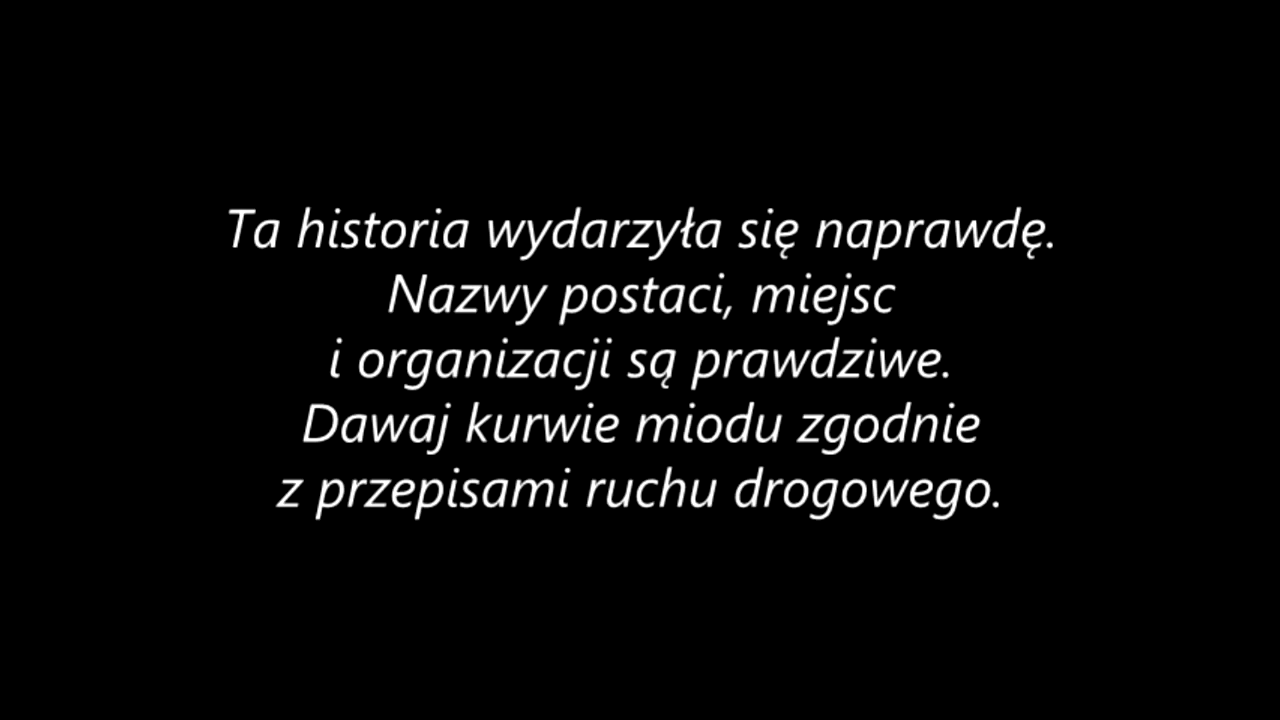 Ta historia wydarzyła się naprawdę.
Nazwy postaci, miejsc
i organizacji są prawdziwe.
Dawaj kurwie miodu zgodnie
z przepisami ruchu drogowego.